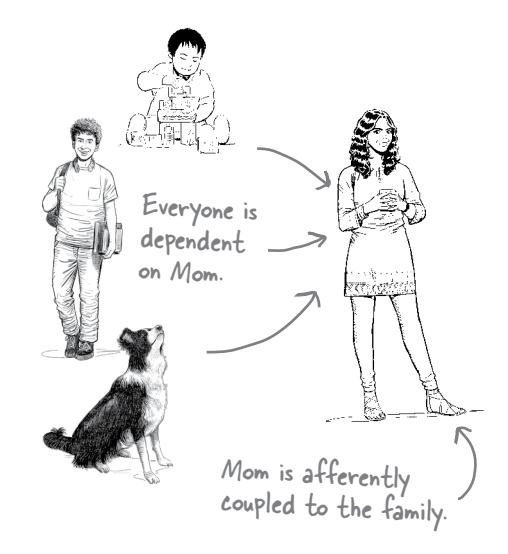 Everyone is
dependent
on Mom.
Mom is afferently
coupled to the family.